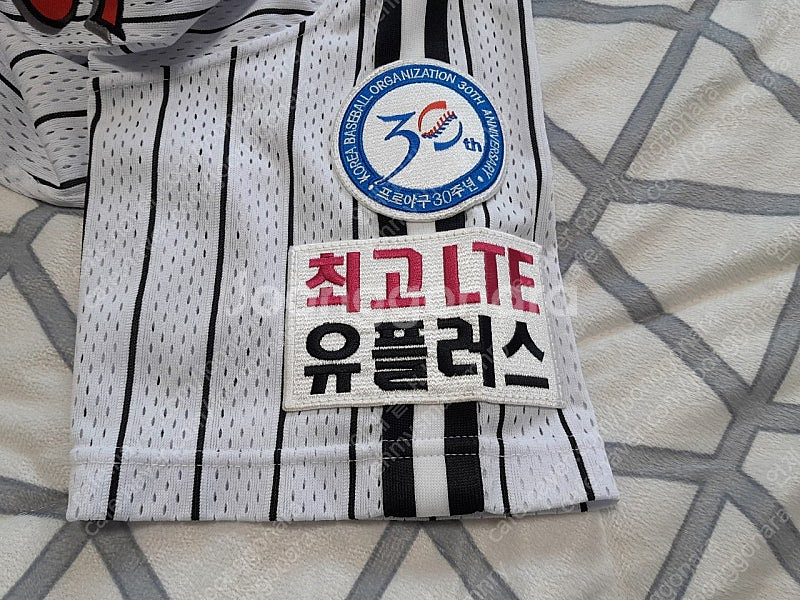 KOREA BASEBALL ORGANIZATION 30TH ANNIVERSARY
30th
프로야구30주년
최고 LTE
유플러스
Joonggonara